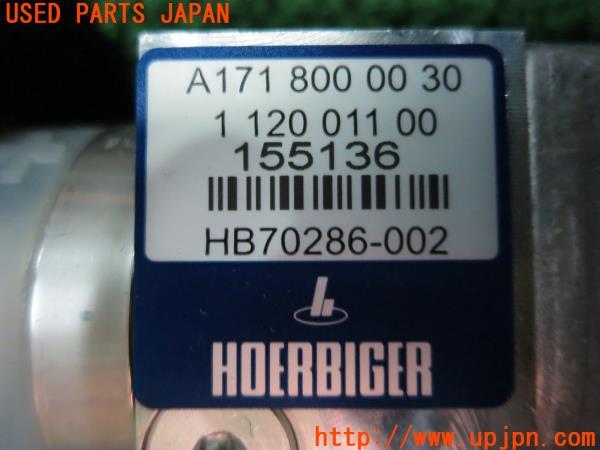 USED PARTS JAPAN
A171 800 00 30
1 120 011 00
155136
HB70286-002
HOERBIGER
http://www.upjpn.com